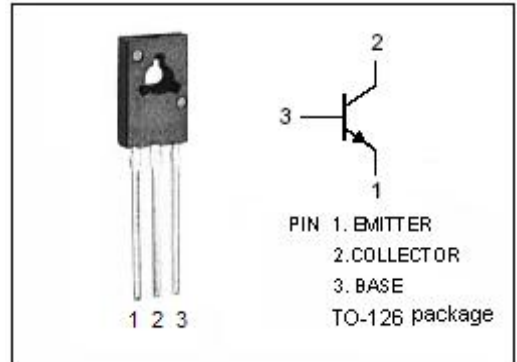 2
3
1
PIN 1. EMITTER
2.COLLECTOR
3. BASE
TO-126 package
1 2 3